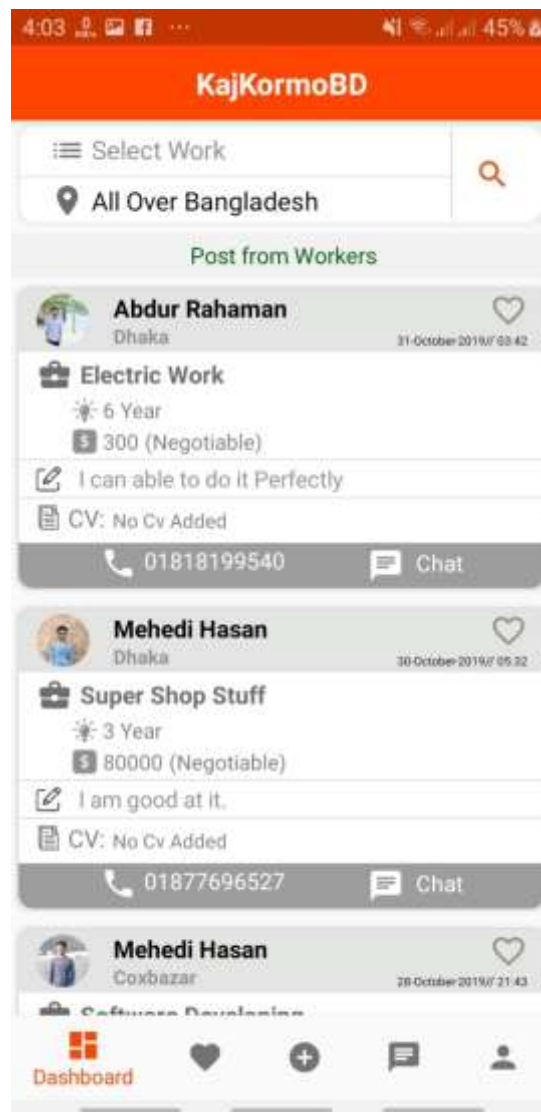 4:03 45%
KajKormoBD
Select Work
All Over Bangladesh
Post from Workers
Abdur Rahaman
Dhaka
31-October-2019// 03:42
Electric Work
6 Year
$ 300 (Negotiable)
I can able to do it Perfectly
CV: No Cv Added
01818199540 Chat
Mehedi Hasan
Dhaka
30-October-2019// 05:32
Super Shop Stuff
3 Year
$ 80000 (Negotiable)
I am good at it.
CV: No Cv Added
01877696527 Chat
Mehedi Hasan
Coxbazar
28-October-2019// 21:43
Software Developing
Dashboard